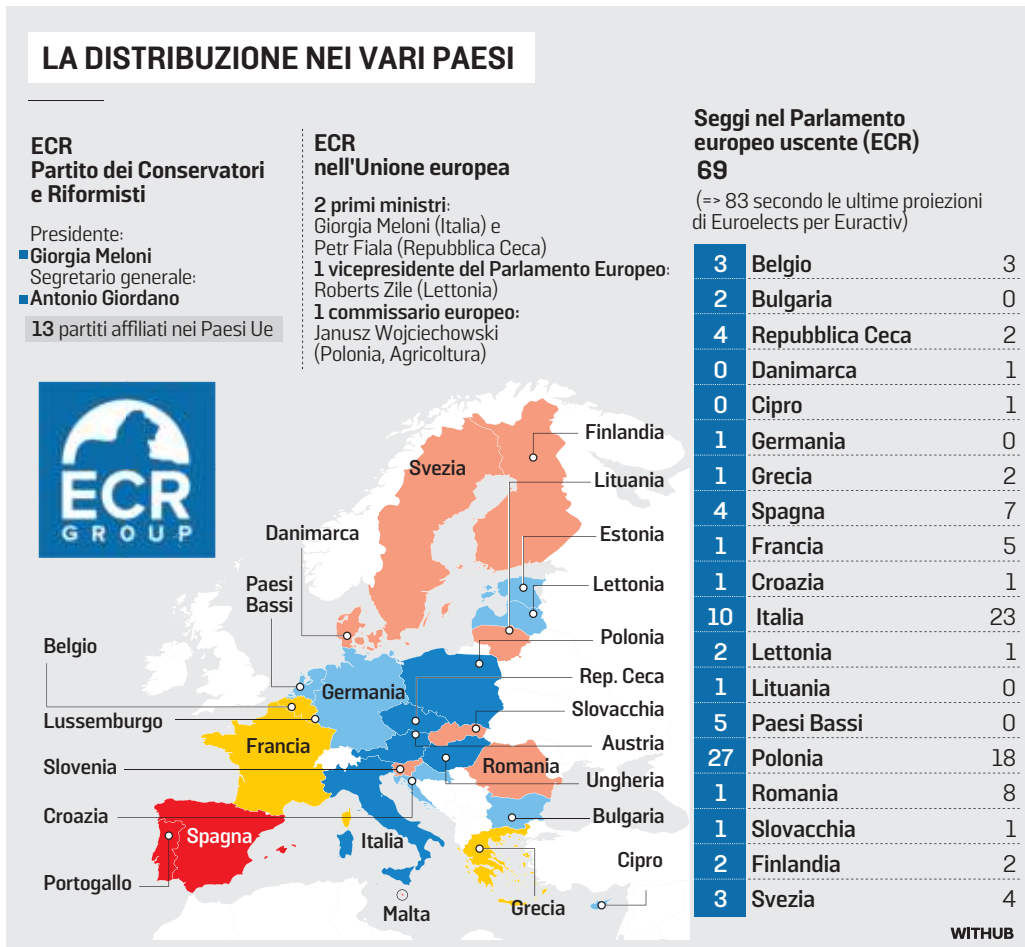 LA DISTRIBUZIONE NEI VARI PAESI
ECR
Partito dei Conservatori
e Riformisti
Presidente:
Giorgia Meloni
Segretario generale:
Antonio Giordano
13 partiti affiliati nei Paesi Ue
ECR
nell'Unione europea
2 primi ministri:
Giorgia Meloni (Italia) e
Petr Fiala (Repubblica Ceca)
1 vicepresidente del Parlamento Europeo:
Roberts Zile (Lettonia)
1 commissario europeo:
Janusz Wojciechowski
(Polonia, Agricoltura)
Seggi nel Parlamento
europeo uscente (ECR)
69
(=> 83 secondo le ultime proiezioni
di Euroelects per Euractiv)
3 Belgio 3
2 Bulgaria 0
4 Repubblica Ceca 2
0 Danimarca 1
0 Cipro 1
1 Germania 0
1 Grecia 2
4 Spagna 7
1 Francia 5
1 Croazia 1
10 Italia 23
2 Lettonia 1
1 Lituania 0
5 Paesi Bassi 0
27 Polonia 18
1 Romania 8
1 Slovacchia 1
2 Finlandia 2
3 Svezia 4
ECR
GROUP
Finlandia
Svezia
Lituania
Danimarca
Estonia
Paesi
Bassi
Lettonia
Belgio
Polonia
Rep. Ceca
Germania
Lussemburgo
Slovacchia
Francia
Austria
Slovenia
Romania
Ungheria
Croazia
Bulgaria
Spagna
Italia
Cipro
Portogallo
Malta
Grecia
WITHUB